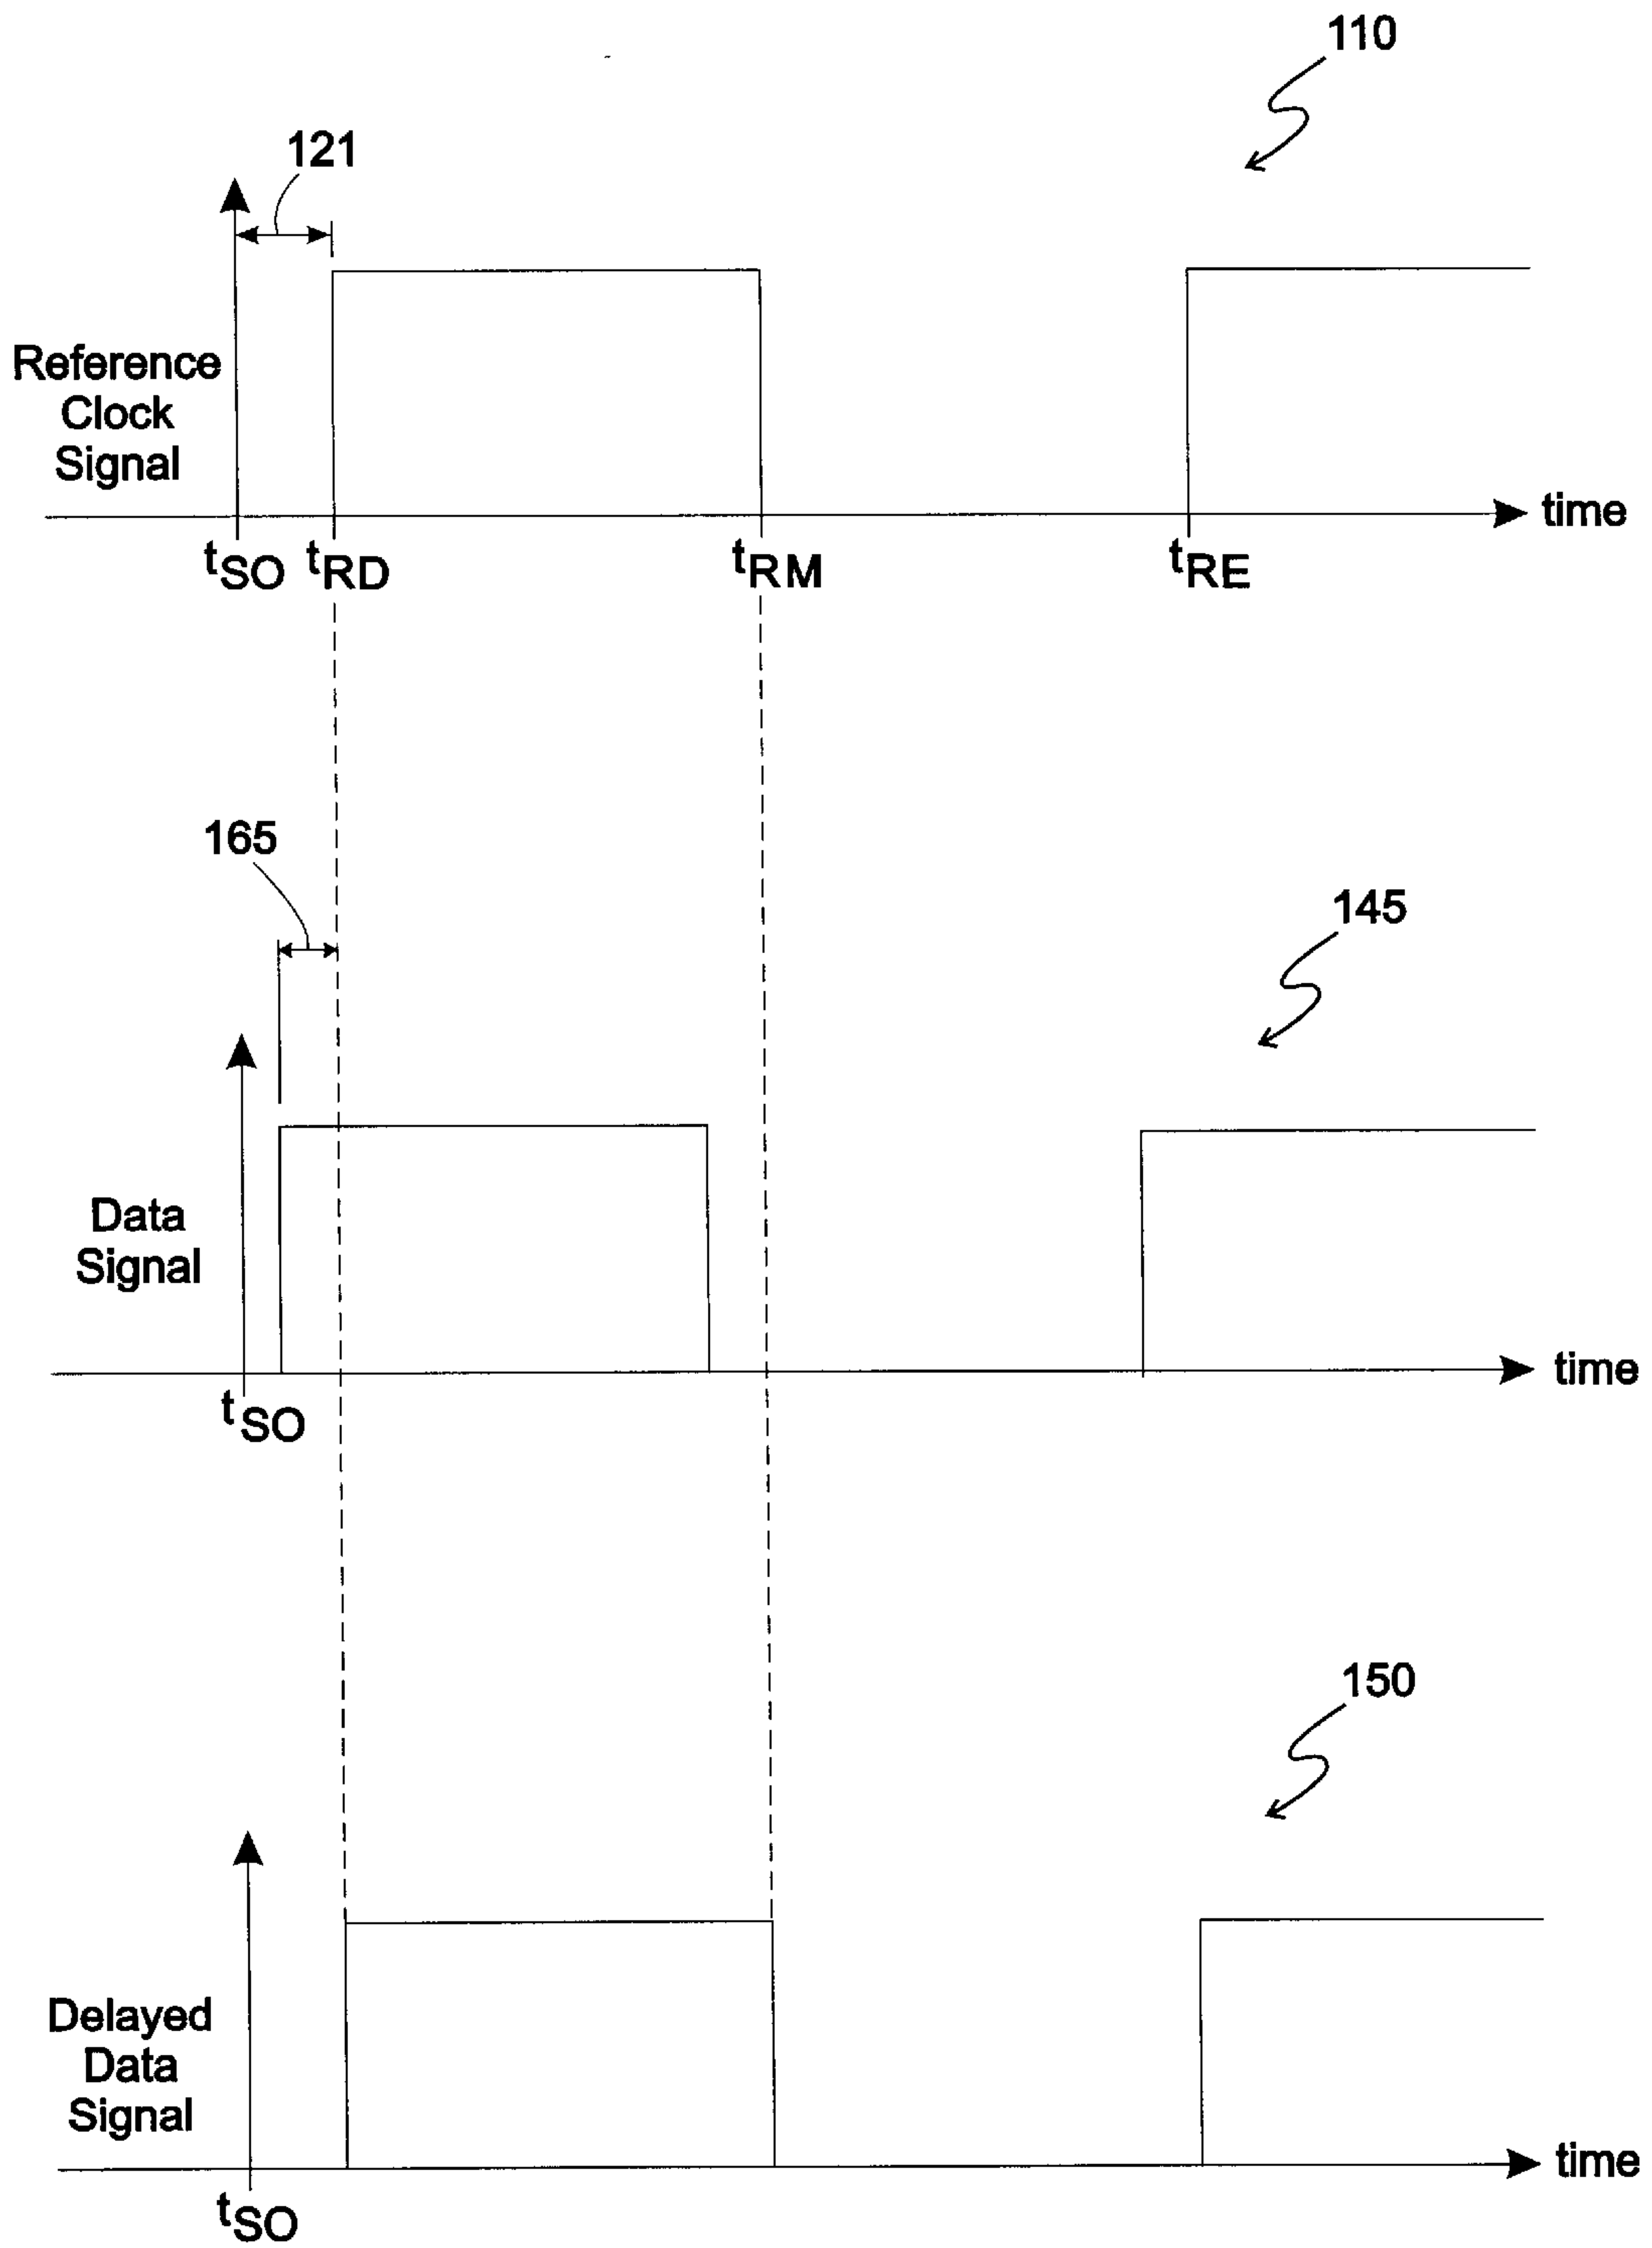 110
121
Reference
Clock
Signal
time
tSO tRD tRM tRE
165
145
Data
Signal
time
tSO
150
Delayed
Data
Signal
time
tSO